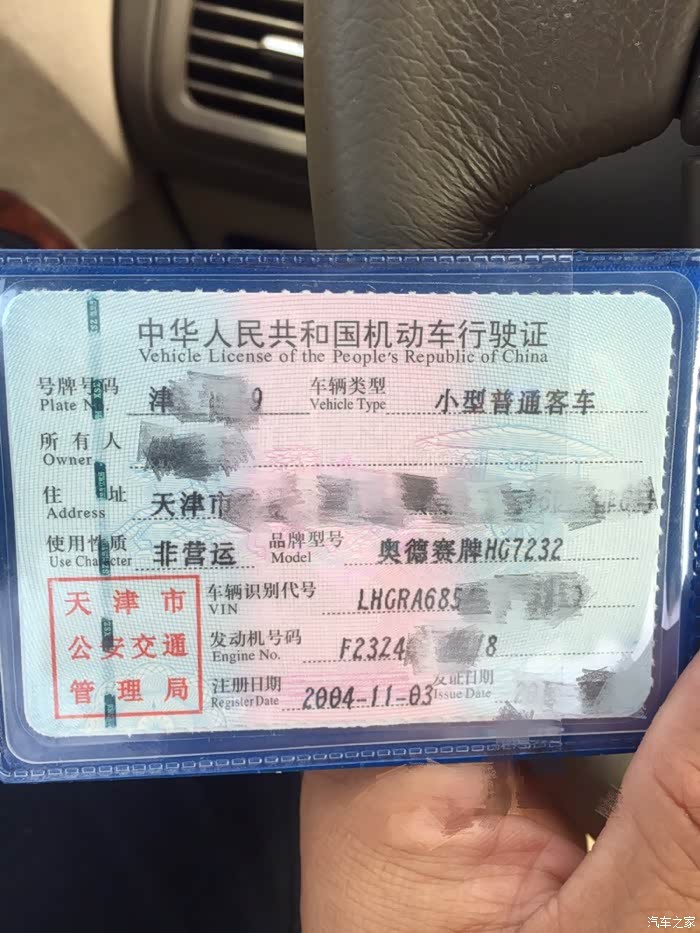 中华人民共和国机动车行驶证
Vehicle License of the People's Republic of China
号牌号码 津 9 车辆类型 小型普通客车
Plate N Vehicle Type
所有人
Owner
住址 天津市
Address
使用性质 非营运 品牌型号 奥德赛牌HG7232
Use Character Model
天津市
公安交通
管理局
车辆识别代号 LHGRA685
VIN
发动机号码 F2324 8
Engine No.
注册日期 2004-11-03 发证日期
Register Date Issue Date
汽车之家